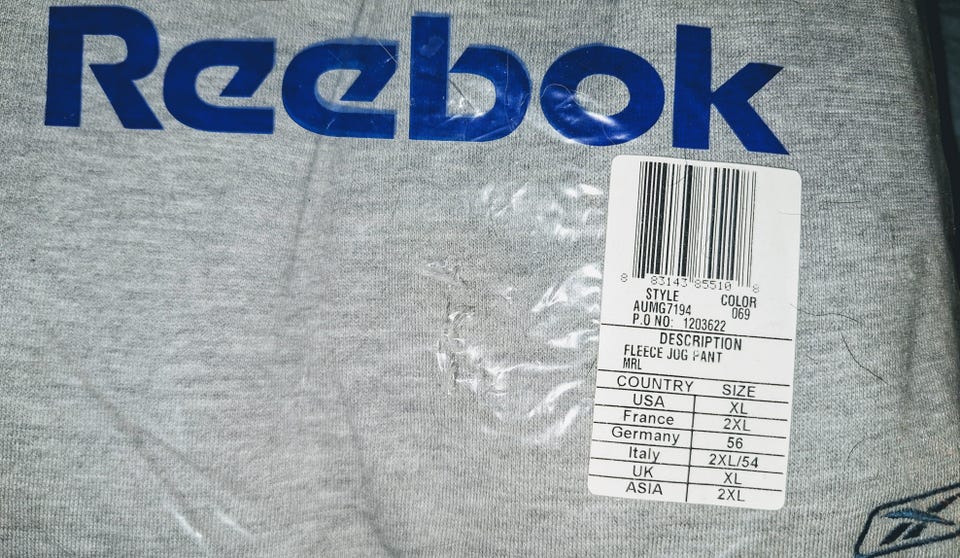 Reebok
8 83143 85510 8
STYLE COLOR
AUMG7194 069
P.O NO: 1203622
DESCRIPTION
FLEECE JOG PANT
MRL
COUNTRY SIZE
USA XL
France 2XL
Germany 56
Italy 2XL/54
UK XL
ASIA 2XL